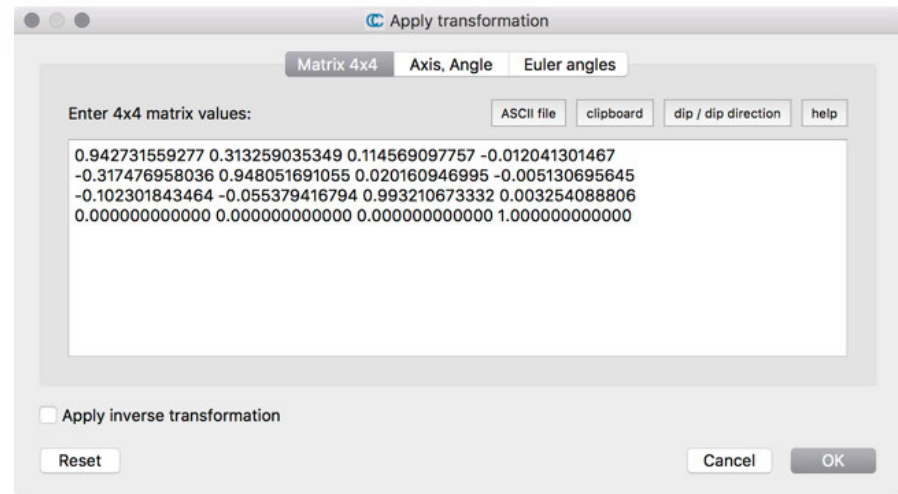 Apply transformation
Matrix 4x4 Axis, Angle Euler angles
Enter 4x4 matrix values: ASCII file clipboard dip / dip direction help
0.942731559277 0.313259035349 0.114569097757 -0.012041301467
-0.317476958036 0.948051691055 0.020160946995 -0.005130695645
-0.102301843464 -0.055379416794 0.993210673332 0.003254088806
0.000000000000 0.000000000000 0.000000000000 1.000000000000
Apply inverse transformation
Reset Cancel OK